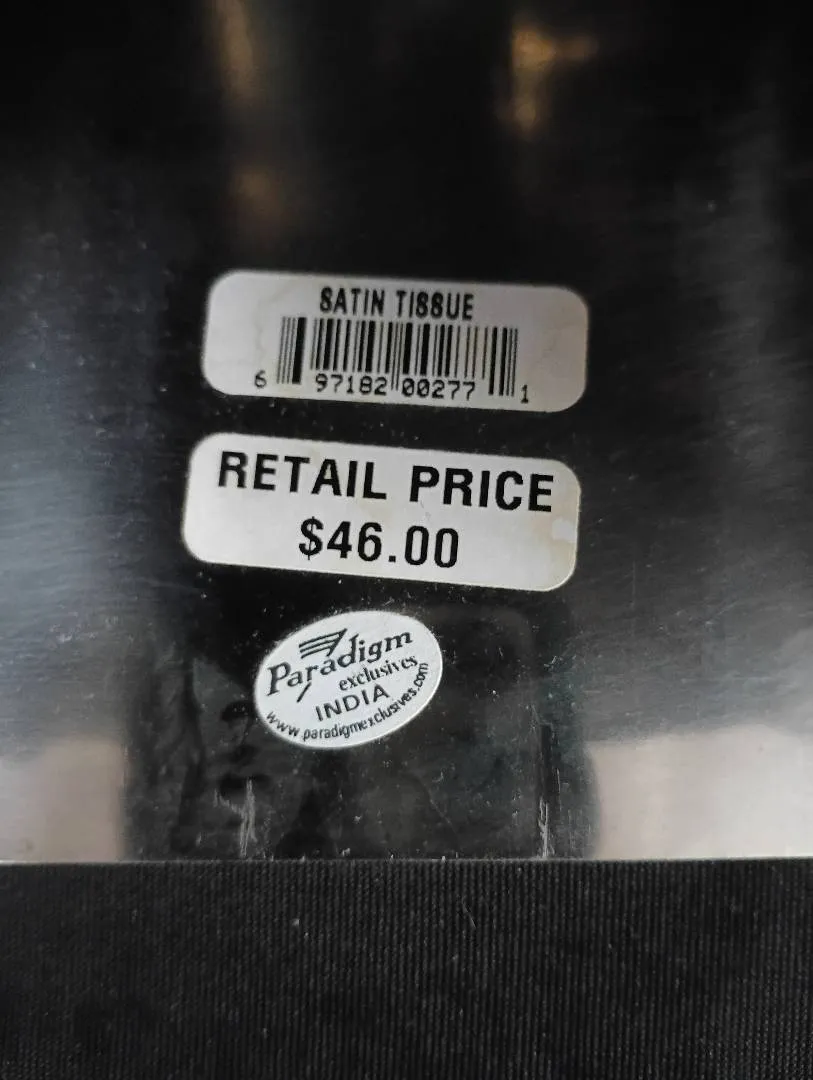 SATIN TISSUE
6 97182 00277 1
RETAIL PRICE
$46.00
Paradigm
exclusives
INDIA
www.paradigmexclusives.com